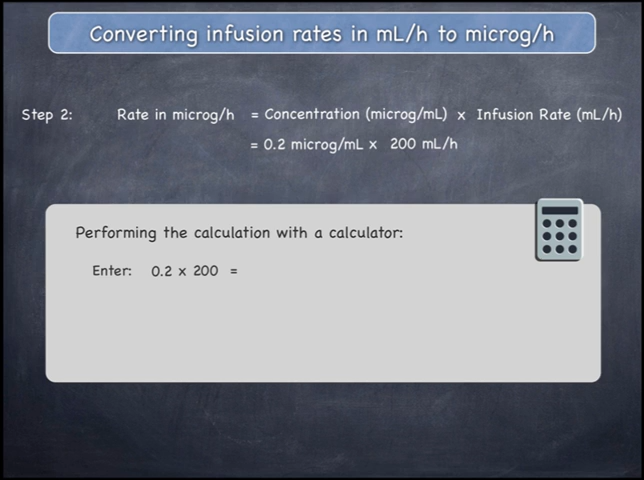 Converting infusion rates in mL/h to microg/h
Step 2: Rate in microg/h = Concentration (microg/mL) x Infusion Rate (mL/h)
= 0.2 microg/mL x 200 mL/h
Performing the calculation with a calculator:
Enter: 0.2 x 200 =